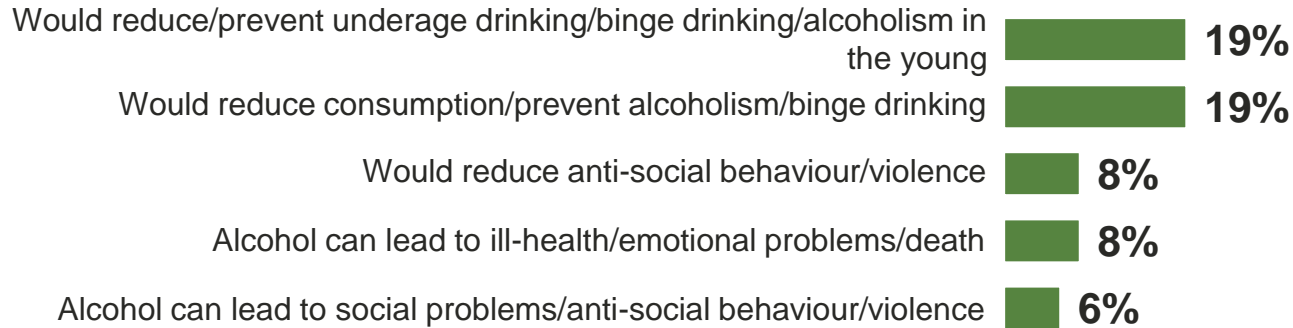 Would reduce/prevent underage drinking/binge drinking/alcoholism in
the young
19%
Would reduce consumption/prevent alcoholism/binge drinking
19%
Would reduce anti-social behaviour/violence
8%
Alcohol can lead to ill-health/emotional problems/death
8%
Alcohol can lead to social problems/anti-social behaviour/violence
6%